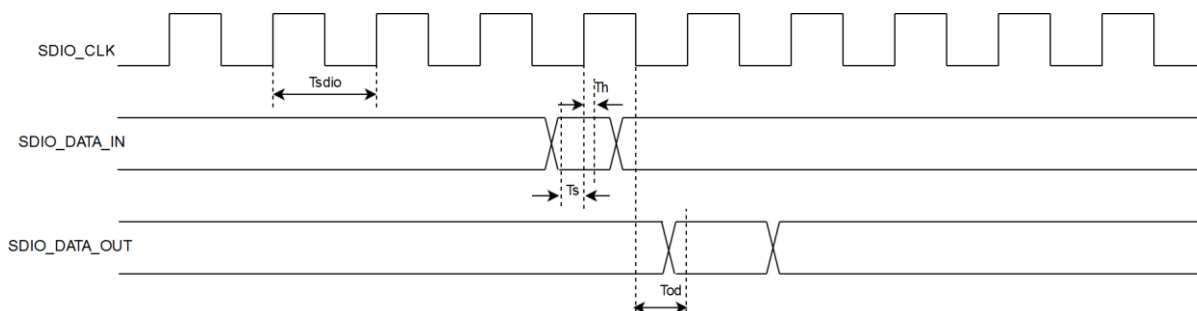 SDIO_CLK
Tsdio
Th
SDIO_DATA_IN
Ts
SDIO_DATA_OUT
Tod